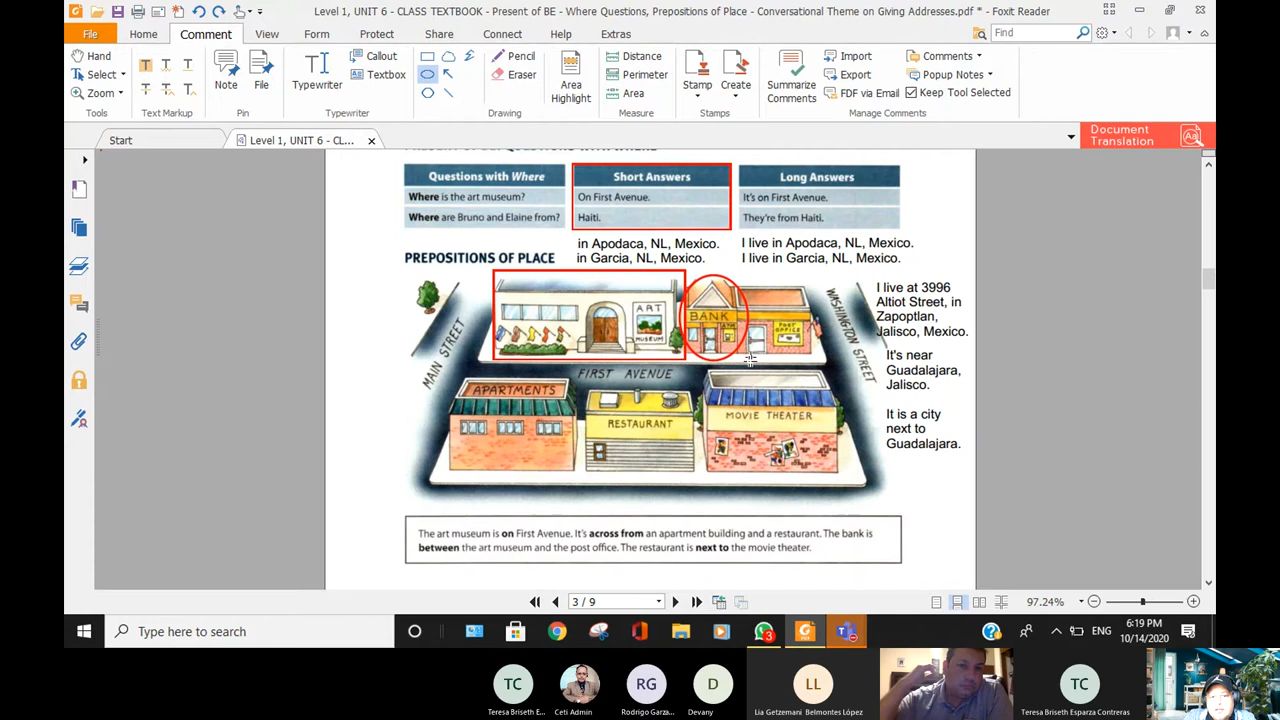 Level 1, UNIT 6 - CLASS TEXTBOOK - Present of BE - Where Questions, Prepositions of Place - Conversational Theme on Giving Addresses.pdf * - Foxit Reader
File Home Comment View Form Protect Share Connect Help Extras Find
Hand Select Zoom
Tools
Text Markup
Note File
Pin
Typewriter Callout Textbox
Typewriter
Pencil Eraser Area Highlight
Drawing
Distance Perimeter Area
Measure
Stamp Create
Stamps
Summarize Comments Import Export FDF via Email Comments Popup Notes Keep Tool Selected
Manage Comments
Start Level 1, UNIT 6 - CL... Document Translation
Questions with Where Short Answers Long Answers
Where is the art museum? On First Avenue. It's on First Avenue.
Where are Bruno and Elaine from? Haiti. They're from Haiti.
in Apodaca, NL, Mexico. I live in Apodaca, NL, Mexico.
in Garcia, NL, Mexico. I live in Garcia, NL, Mexico.
PREPOSITIONS OF PLACE
ART MUSEUM
BANK
POST OFFICE
MAIN STREET
FIRST AVENUE
WASHINGTON STREET
APARTMENTS
RESTAURANT
MOVIE THEATER
I live at 3996
Altiot Street, in
Zapoptlan,
Jalisco, Mexico.
It's near
Guadalajara,
Jalisco.
It is a city
next to
Guadalajara.
The art museum is on First Avenue. It's across from an apartment building and a restaurant. The bank is
between the art museum and the post office. The restaurant is next to the movie theater.
3 / 9 97.24%
Type here to search 3 ENG 6:19 PM
10/14/2020
TC RG D LL TC
Teresa Briseth E... Ceti Admin Rodrigo Garza... Devany Lia Getzemani Belmontes López Teresa Briseth Esparza Contreras